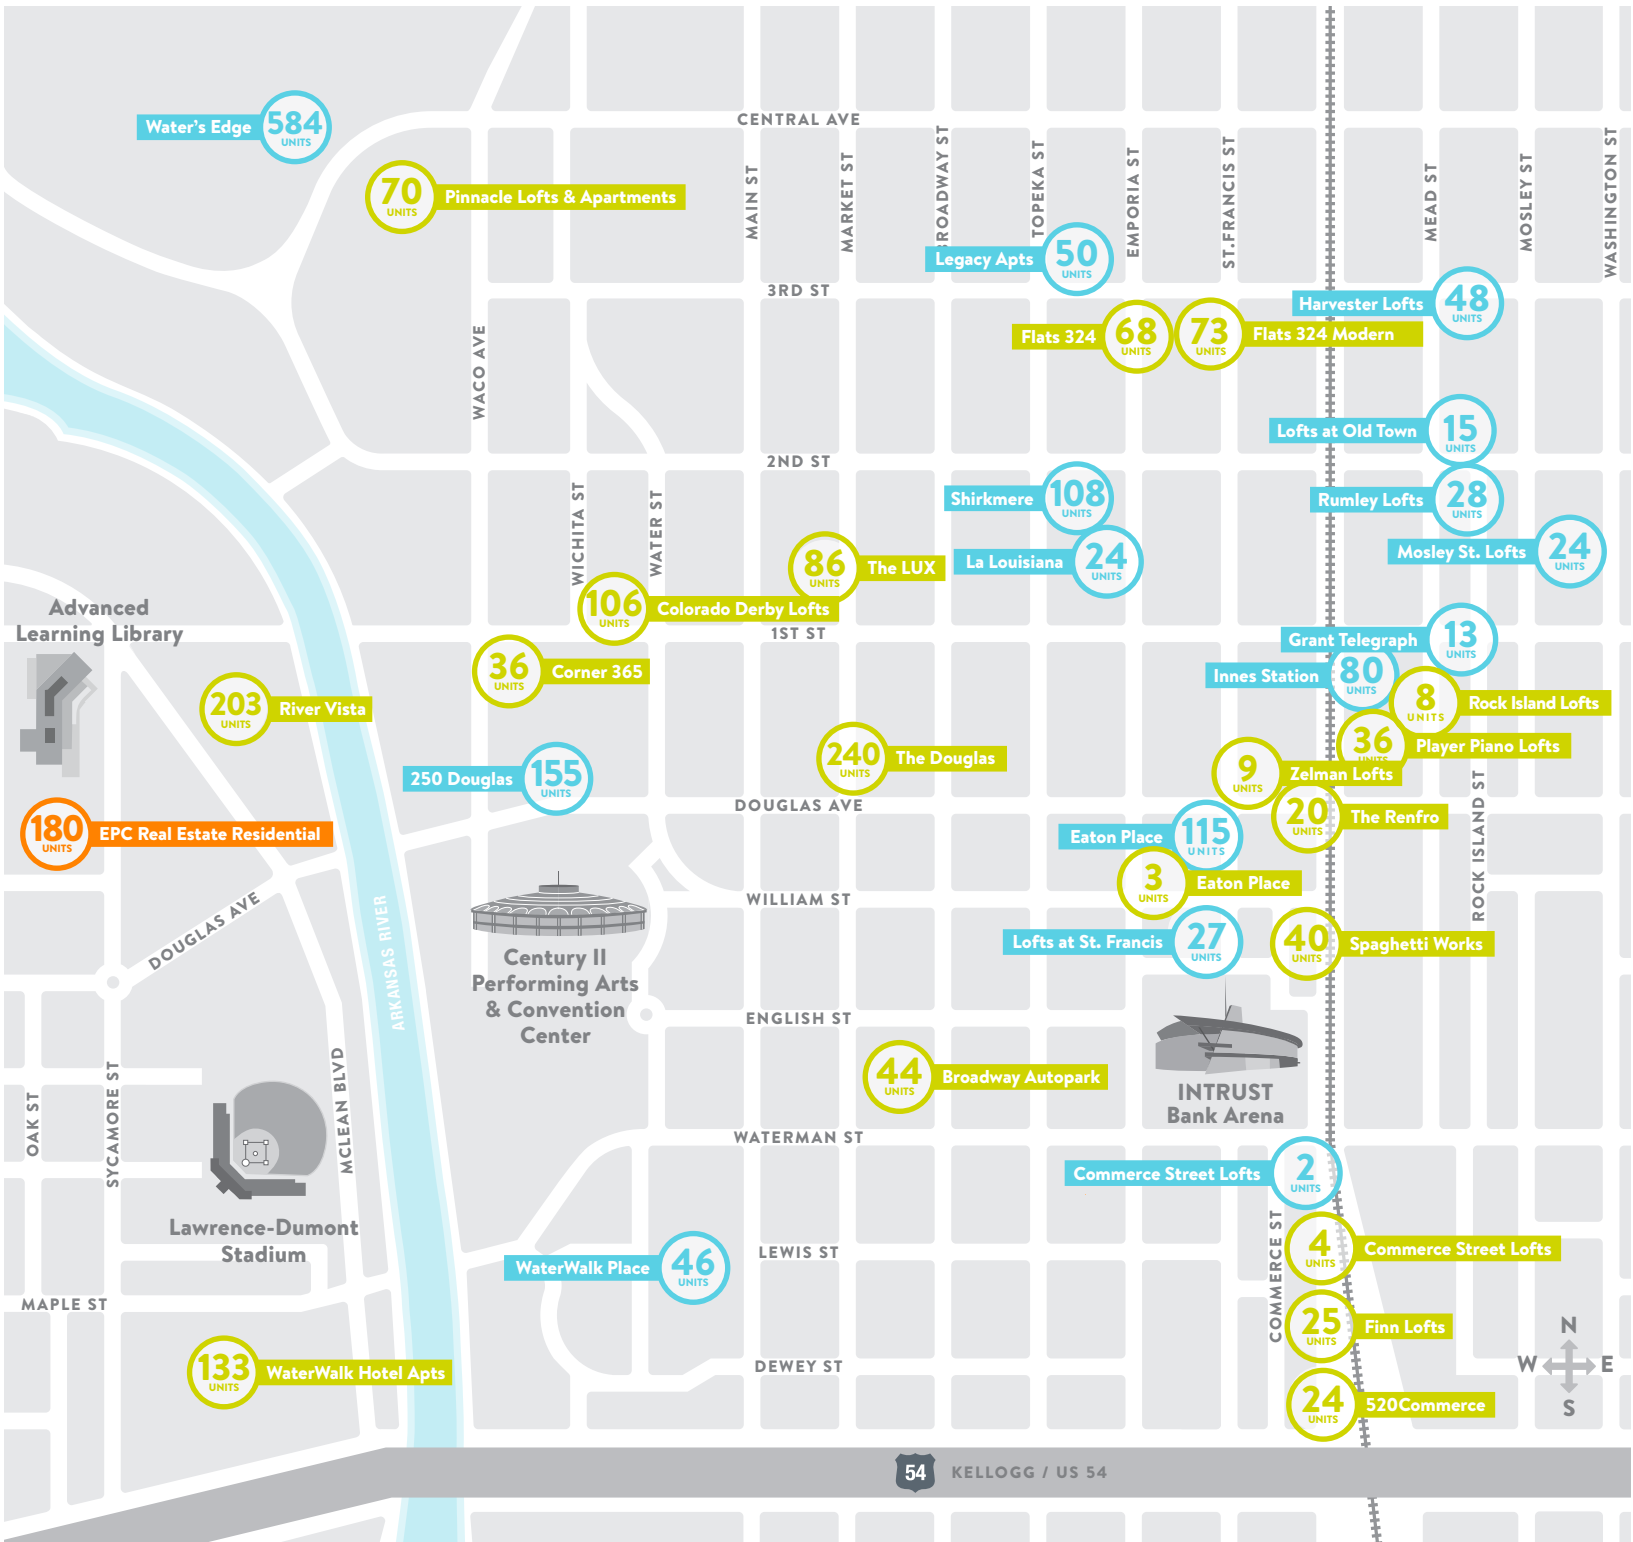 CENTRAL AVE
Water's Edge
584
UNITS
70
UNITS
Pinnacle Lofts & Apartments
MAIN ST
MARKET ST
BROADWAY ST
TOPEKA ST
EMPORIA ST
ST.FRANCIS ST
MEAD ST
MOSLEY ST
WASHINGTON ST
Legacy Apts
50
UNITS
3RD ST
Harvester Lofts
48
UNITS
Flats 324
68
UNITS
73
UNITS
Flats 324 Modern
WACO AVE
Lofts at Old Town
15
UNITS
2ND ST
WICHITA ST
WATER ST
Shirkmere
108
UNITS
Rumley Lofts
28
UNITS
Mosley St. Lofts
24
UNITS
La Louisiana
24
UNITS
86
UNITS
The LUX
106
UNITS
Colorado Derby Lofts
1ST ST
Advanced
Learning Library
Grant Telegraph
13
UNITS
36
UNITS
Corner 365
Innes Station
80
UNITS
8
UNITS
Rock Island Lofts
203
UNITS
River Vista
36
UNITS
Player Piano Lofts
240
UNITS
The Douglas
9
UNITS
Zelman Lofts
250 Douglas
155
UNITS
DOUGLAS AVE
20
UNITS
The Renfro
ROCK ISLAND ST
180
UNITS
EPC Real Estate Residential
Eaton Place
115
UNITS
3
UNITS
Eaton Place
WILLIAM ST
DOUGLAS AVE
ARKANSAS RIVER
Lofts at St. Francis
27
UNITS
40
UNITS
Spaghetti Works
Century II
Performing Arts
& Convention
Center
ENGLISH ST
44
UNITS
Broadway Autopark
INTRUST
Bank Arena
OAK ST
SYCAMORE ST
MCLEAN BLVD
WATERMAN ST
Commerce Street Lofts
2
UNITS
Lawrence-Dumont
Stadium
COMMERCE ST
4
UNITS
Commerce Street Lofts
LEWIS ST
WaterWalk Place
46
UNITS
MAPLE ST
25
UNITS
Finn Lofts
DEWEY ST
133
UNITS
WaterWalk Hotel Apts
24
UNITS
520Commerce
N
W
E
S
54
KELLOGG / US 54